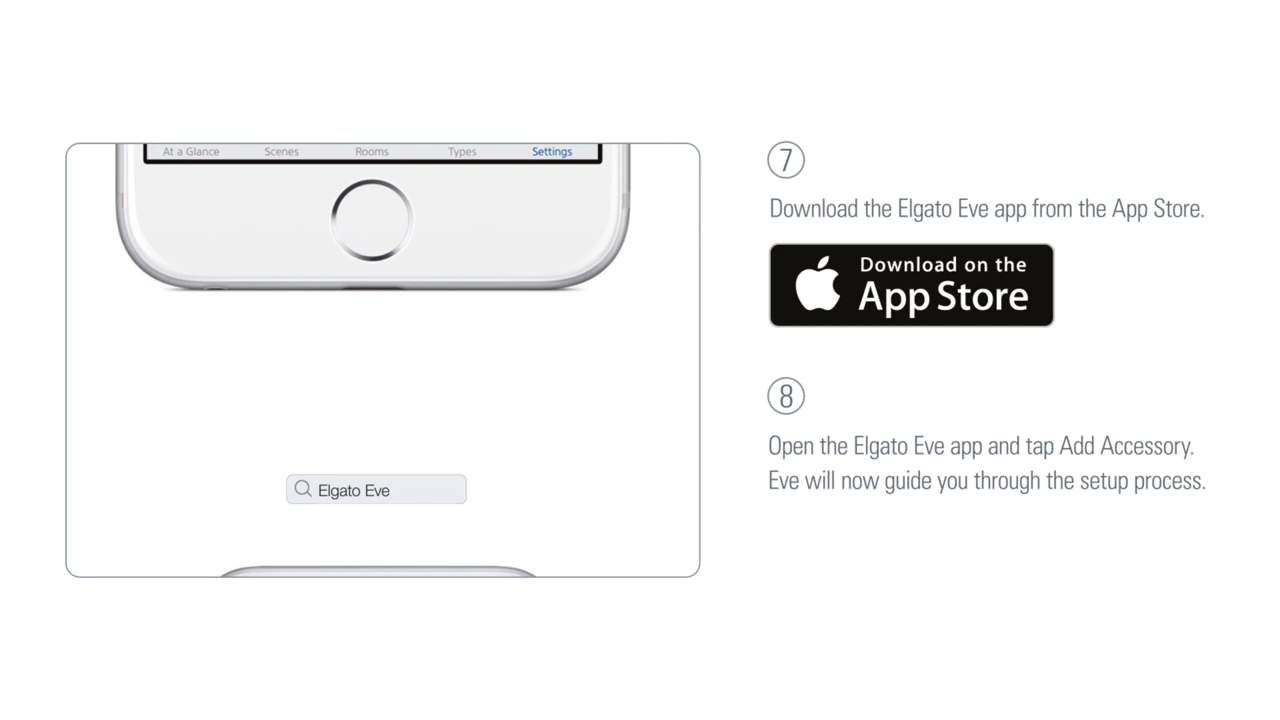 At a Glance Scenes Rooms Types Settings
Elgato Eve
7
Download the Elgato Eve app from the App Store.
Download on the
App Store
8
Open the Elgato Eve app and tap Add Accessory.
Eve will now guide you through the setup process.